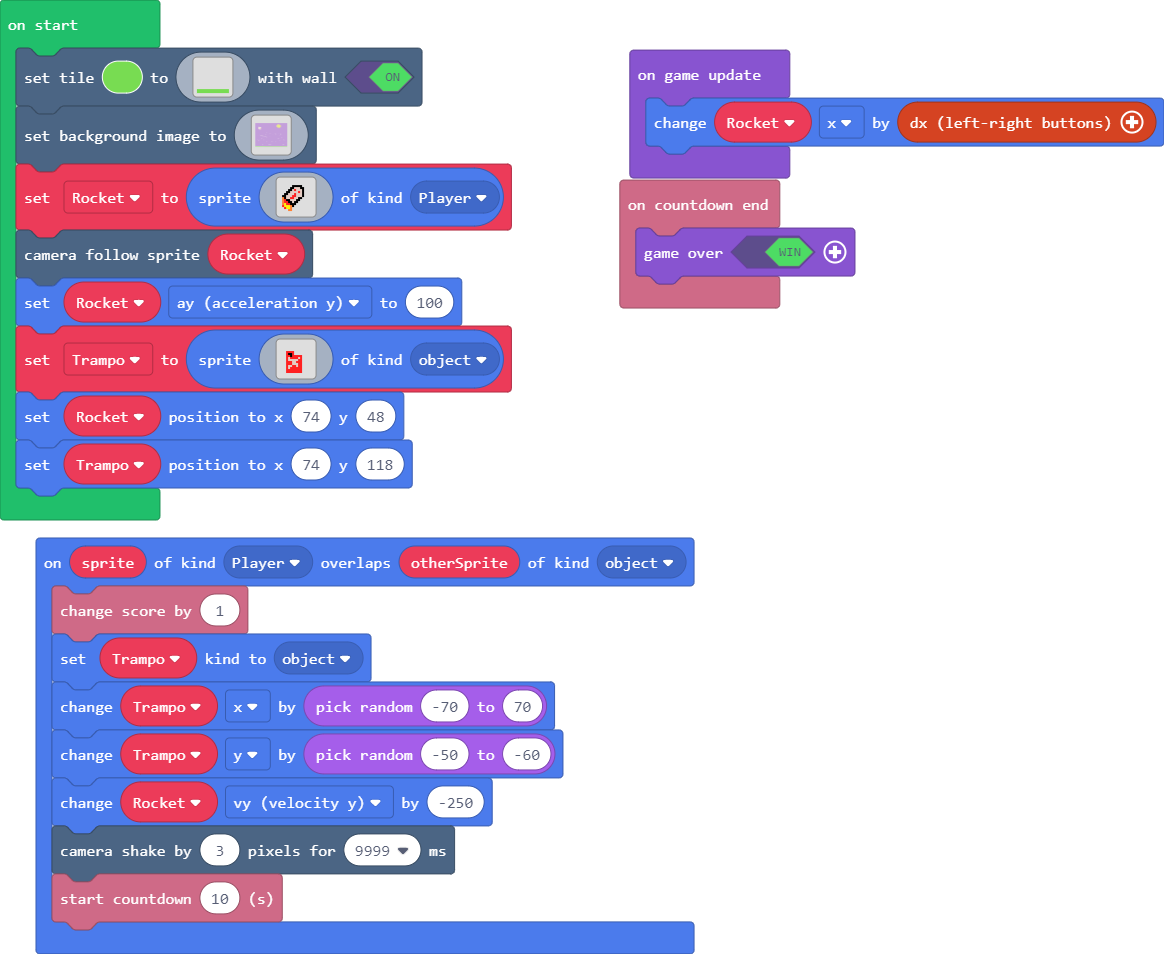 on start
set tile to with wall ON
set background image to
set Rocket to sprite of kind Player
camera follow sprite Rocket
set Rocket ay (acceleration y) to 100
set Trampo to sprite of kind object
set Rocket position to x 74 y 48
set Trampo position to x 74 y 118
on game update
change Rocket x by dx (left-right buttons)
on countdown end
game over WIN
on sprite of kind Player overlaps otherSprite of kind object
change score by 1
set Trampo kind to object
change Trampo x by pick random -70 to 70
change Trampo y by pick random -50 to -60
change Rocket vy (velocity y) by -250
camera shake by 3 pixels for 9999 ms
start countdown 10 (s)